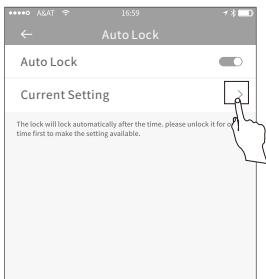 A&AT 16:59
Auto Lock
Auto Lock
Current Setting
The lock will lock automatically after the time. please unlock it for
time first to make the setting available.